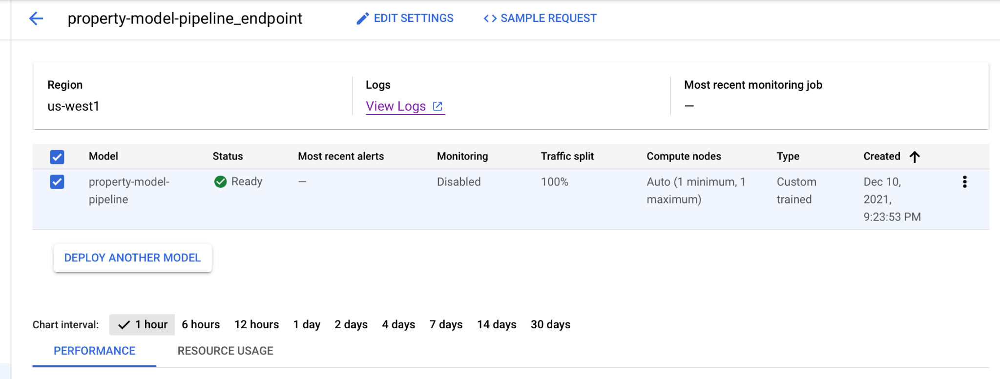 property-model-pipeline_endpoint EDIT SETTINGS <> SAMPLE REQUEST
Region Logs Most recent monitoring job
us-west1 View Logs —
Model Status Most recent alerts Monitoring Traffic split Compute nodes Type Created
property-model- Ready — Disabled 100% Auto (1 minimum, 1 Custom Dec 10,
pipeline maximum) trained 2021,
9:23:53 PM
DEPLOY ANOTHER MODEL
Chart interval: 1 hour 6 hours 12 hours 1 day 2 days 4 days 7 days 14 days 30 days
PERFORMANCE RESOURCE USAGE